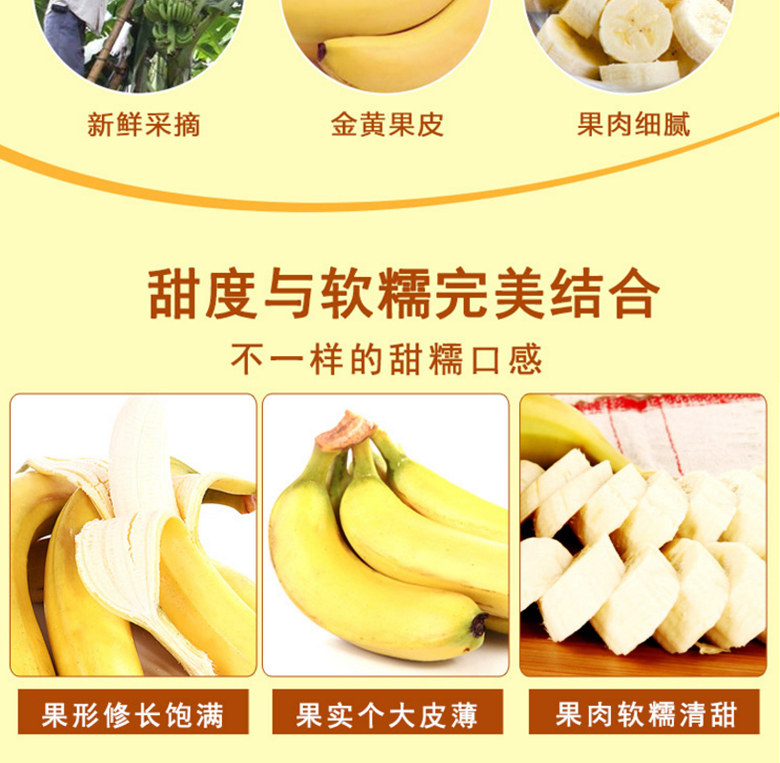 新鲜采摘
金黄果皮
果肉细腻
甜度与软糯完美结合
不一样的甜糯口感
果形修长饱满
果实个大皮薄
果肉软糯清甜